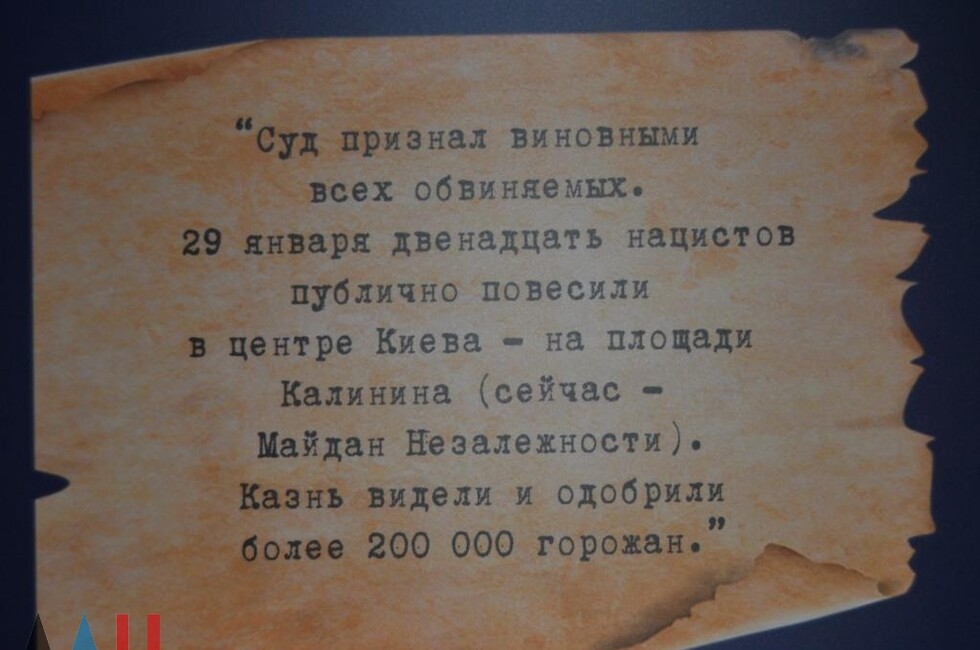 “Суд признал виновными
всех обвиняемых.
29 января двенадцать нацистов
публично повесили
в центре Киева – на площади
Калинина (сейчас –
Майдан Незалежности).
Казнь видели и одобрили
более 200 000 горожан.”